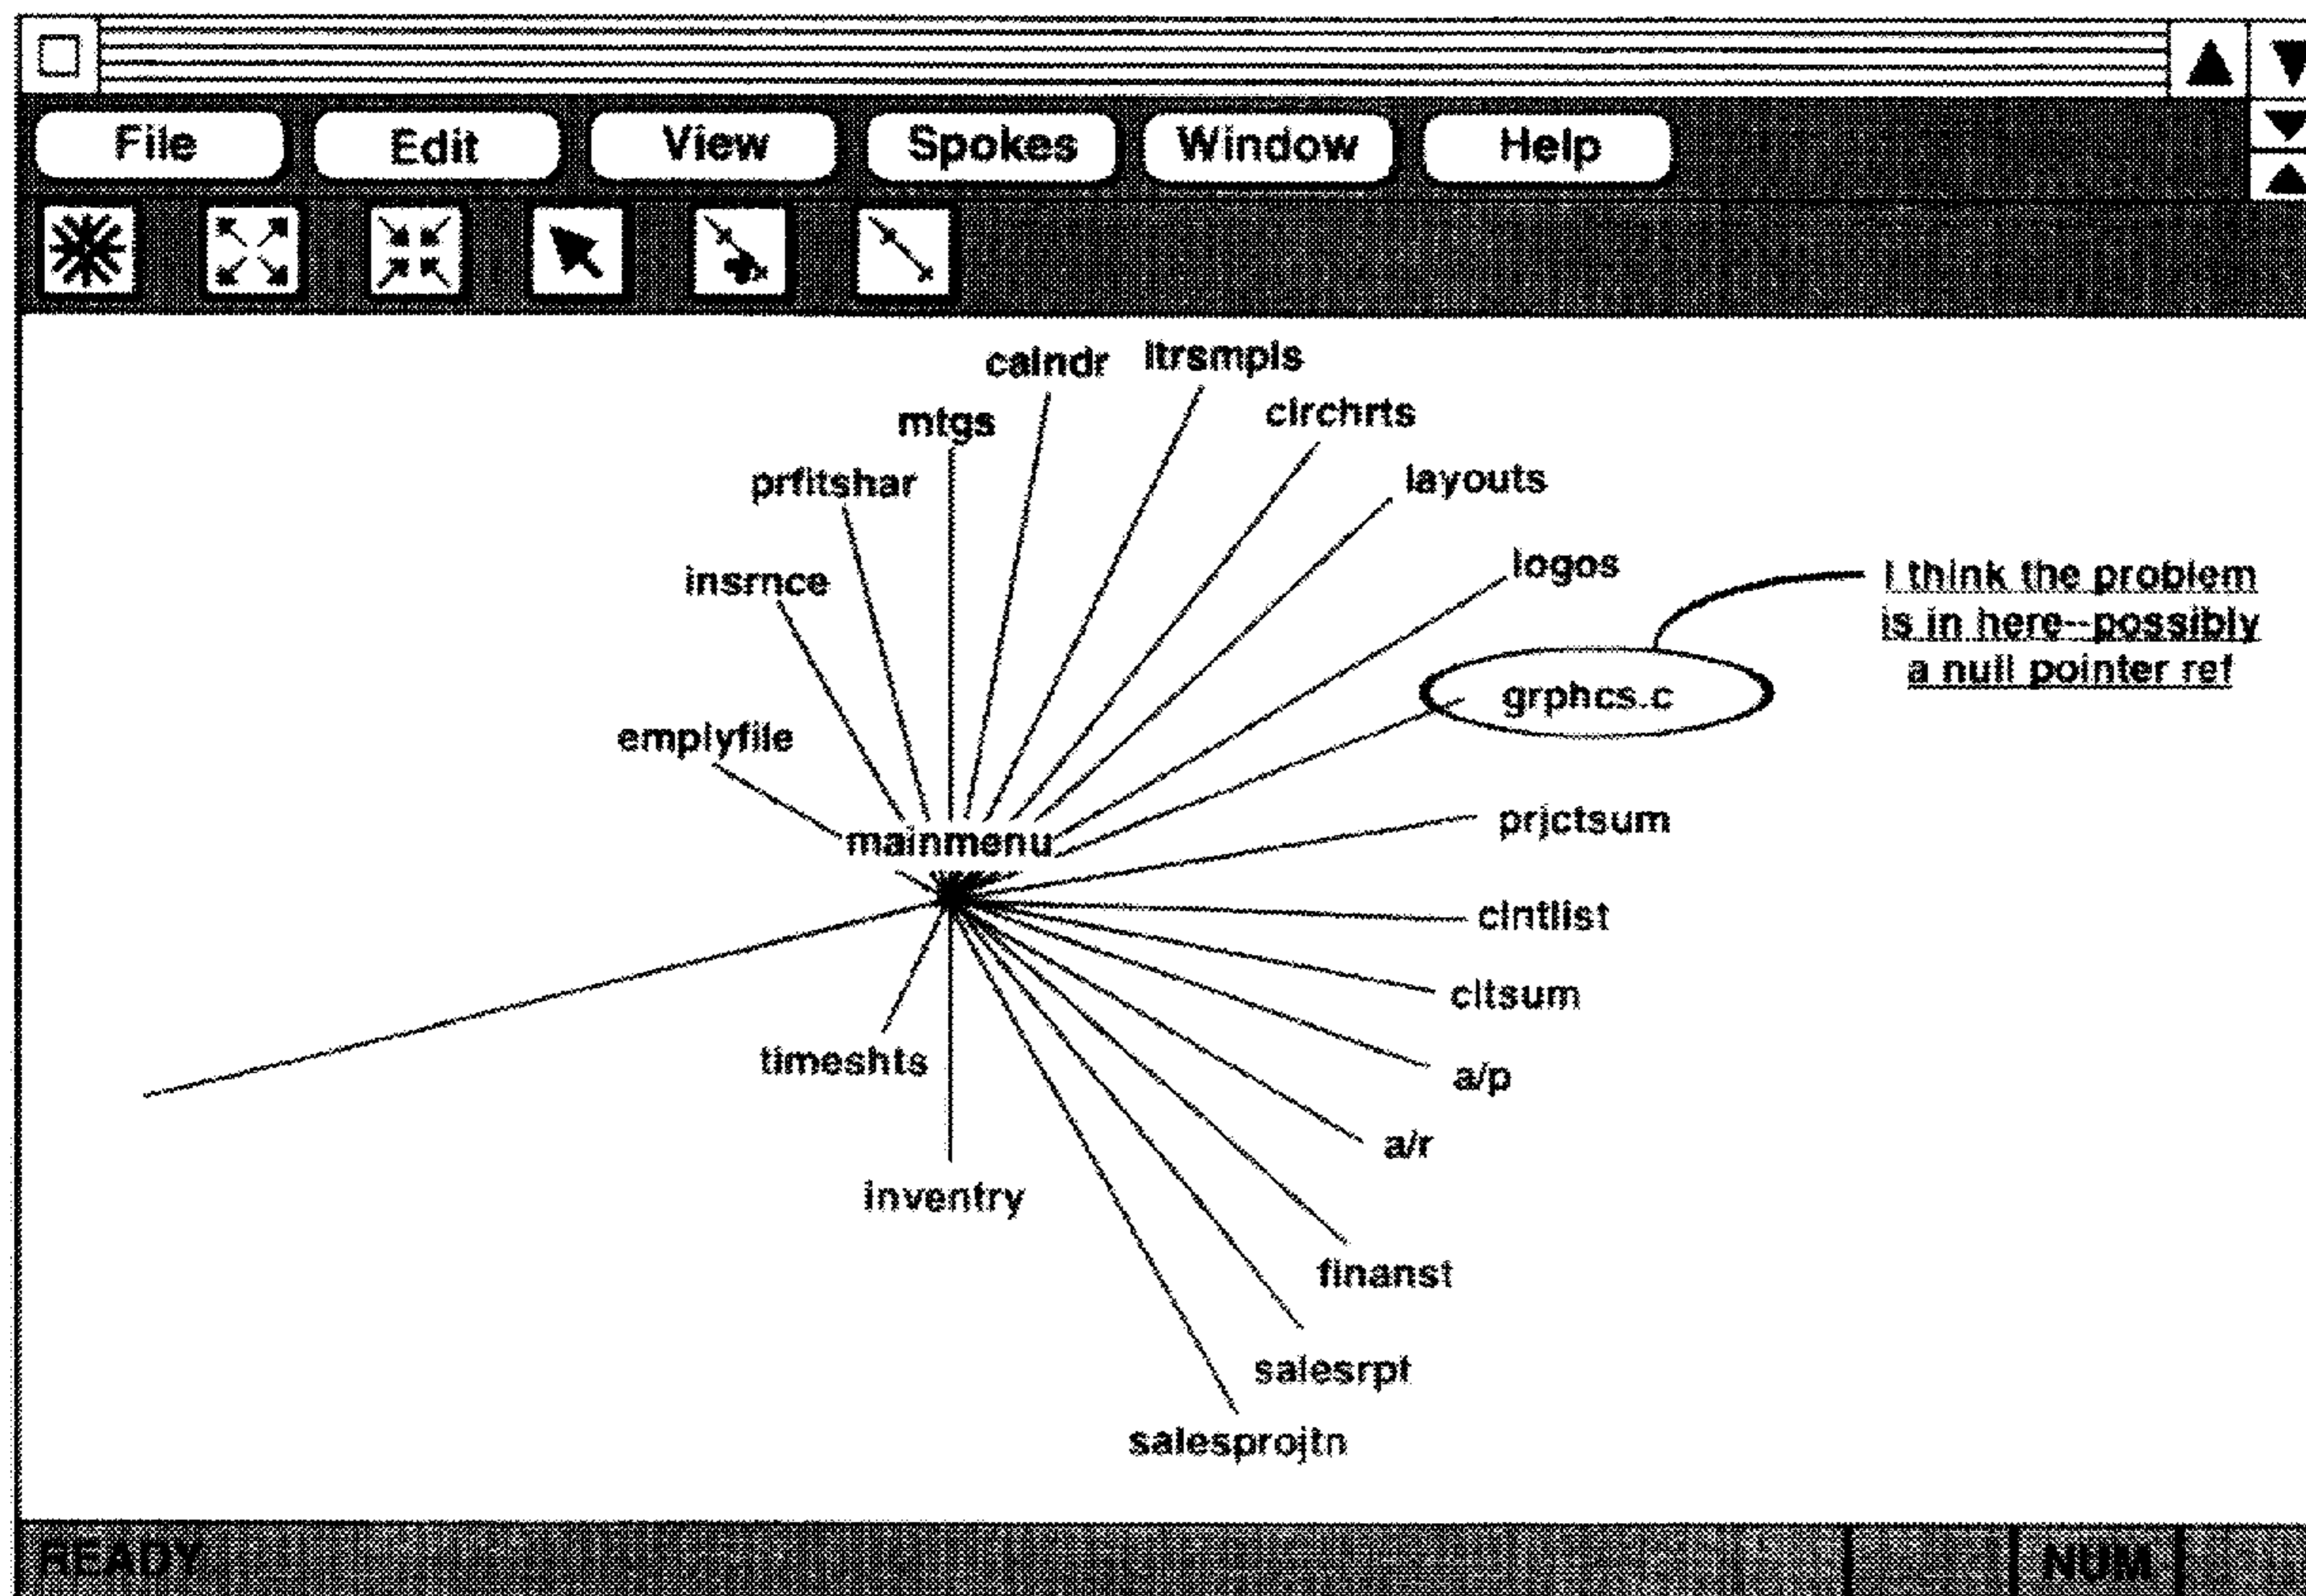 File Edit View Spokes Window Help
calndr ltrsmpls
mtgs
clrchrts
prfitshar
layouts
insrnce
logos
I think the problem
is in here--possibly
a null pointer ref
grphcs.c
emplyfile
mainmenu
prjctsum
clntlist
cltsum
timeshts
a/p
a/r
inventry
finanst
salesrpt
salesprojtn
READY
NUM